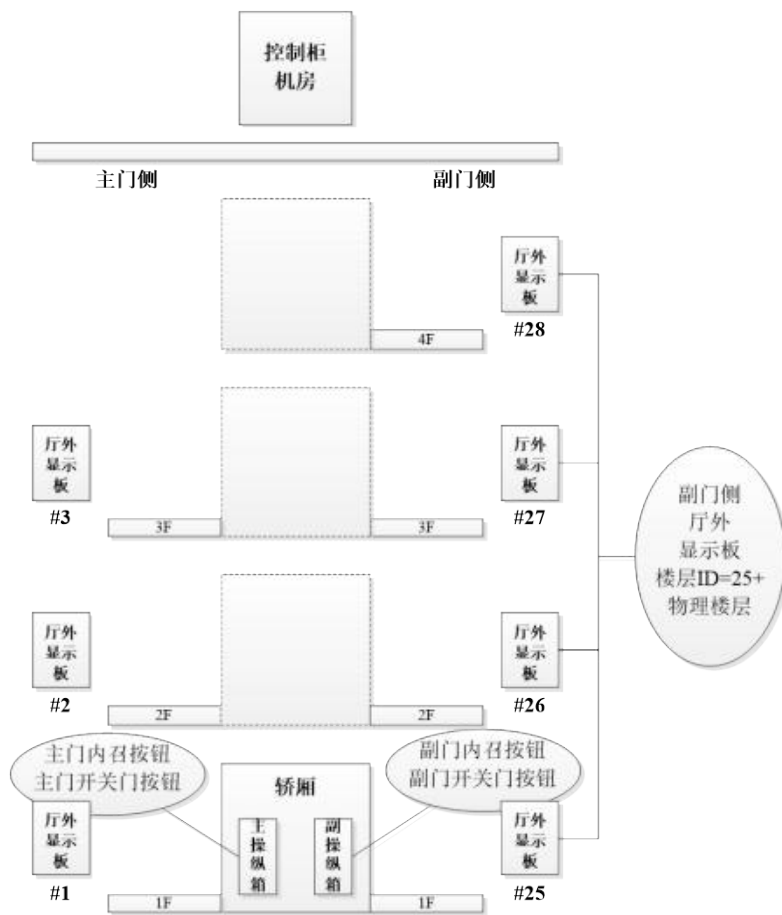 控制柜
机房
主门侧
副门侧
厅外
显示
板
#28
4F
厅外
显示
板
#3
3F
3F
厅外
显示
板
#27
副门侧
厅外
显示板
楼层ID=25+
物理楼层
厅外
显示
板
#2
2F
2F
厅外
显示
板
#26
主门内召按钮
主门开关门按钮
副门内召按钮
副门开关门按钮
轿厢
主
操
纵
箱
副
操
纵
箱
厅外
显示
板
#1
1F
1F
厅外
显示
板
#25